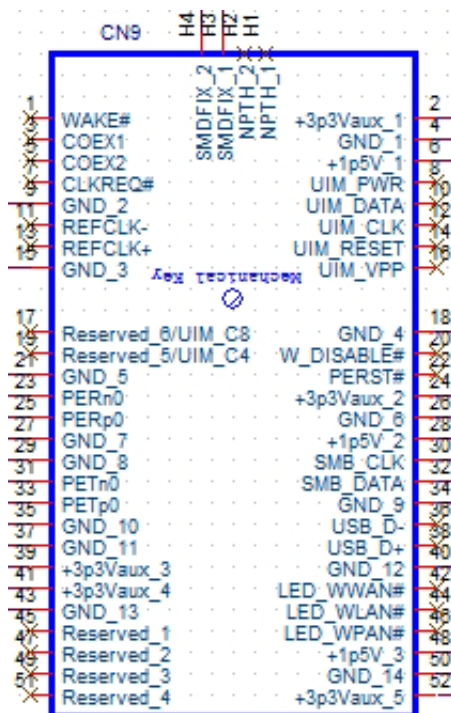 CN9
H4 H3 H2 H1
SMDFIX_2 SMDFIX_1 NPTH_2 NPTH_1
1 WAKE# +3p3Vaux_1 2
3 COEX1 GND_1 4
5 COEX2 +1p5V_1 6
7 CLKREQ# UIM_PWR 8
9 GND_2 UIM_DATA 10
11 REFCLK- UIM_CLK 12
13 REFCLK+ UIM_RESET 14
15 GND_3 UIM_VPP 16
Mechanical Key
17 Reserved_6/UIM_C8 GND_4 18
19 Reserved_5/UIM_C4 W_DISABLE# 20
21 GND_5 PERST# 22
23 PERn0 +3p3Vaux_2 24
25 PERp0 GND_6 26
27 GND_7 +1p5V_2 28
29 GND_8 SMB_CLK 30
31 PETn0 SMB_DATA 32
33 PETp0 GND_9 34
35 GND_10 USB_D- 36
37 GND_11 USB_D+ 38
39 +3p3Vaux_3 GND_12 40
41 +3p3Vaux_4 LED_WWAN# 42
43 GND_13 LED_WLAN# 44
45 Reserved_1 LED_WPAN# 46
47 Reserved_2 +1p5V_3 48
49 Reserved_3 GND_14 50
51 Reserved_4 +3p3Vaux_5 52